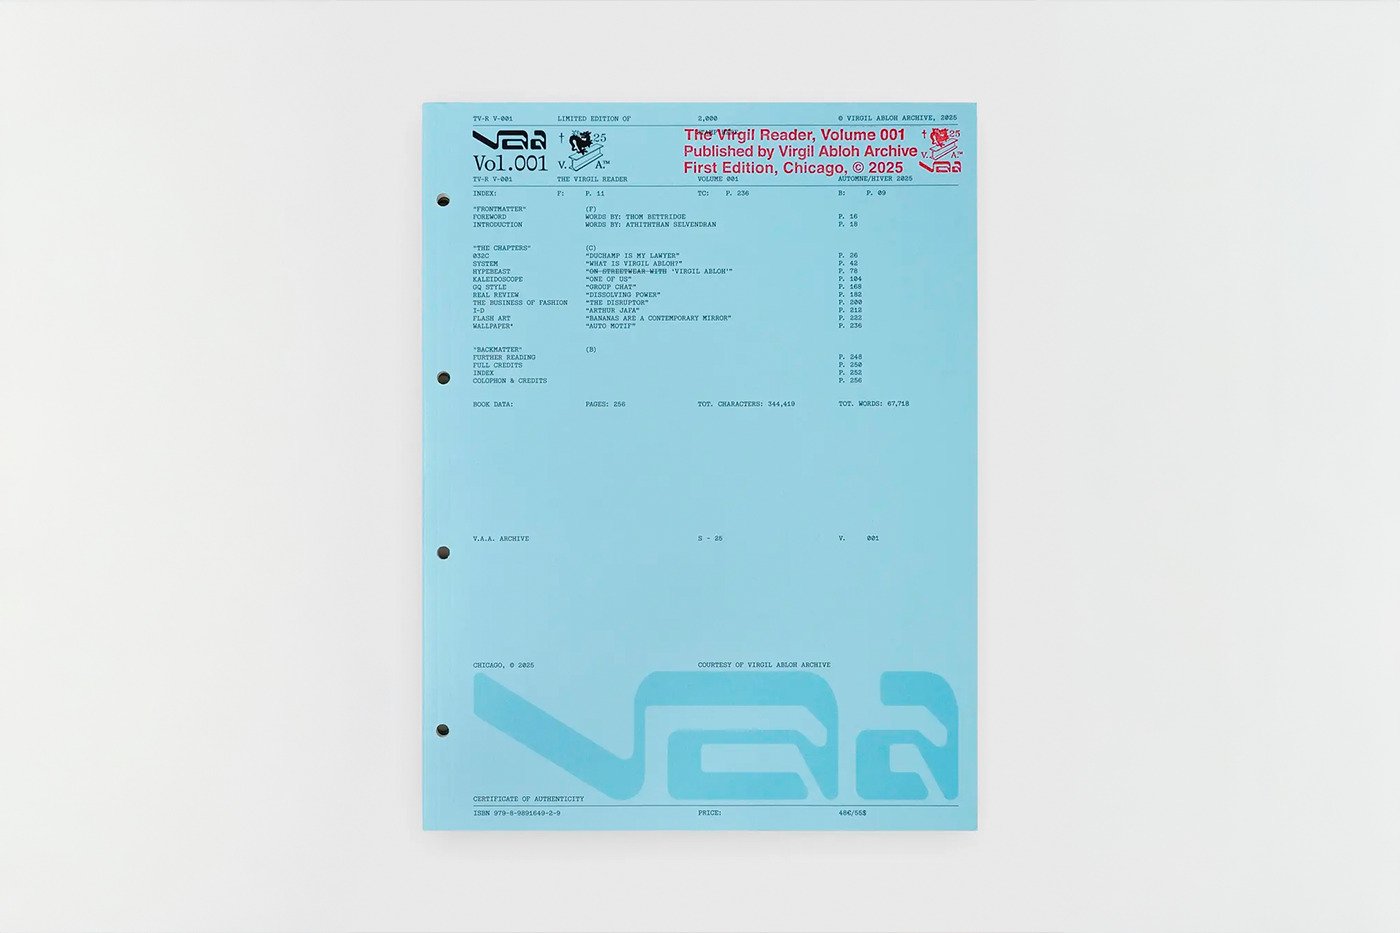 TV-R V-001 LIMITED EDITION OF 2,000 © VIRGIL ABLOH ARCHIVE, 2025
vaa † 25 The Virgil Reader, Volume 001 † 25
Vol.001 V. A.™ Published by Virgil Abloh Archive V. A.™
First Edition, Chicago, © 2025 vaa
TV-R V-001 THE VIRGIL READER VOLUME 001 AUTOMNE/HIVER 2025
INDEX: F: P. 11 TC: P. 236 B: P. 09
"FRONTMATTER" (F)
FOREWORD WORDS BY: THOM BETTRIDGE P. 16
INTRODUCTION WORDS BY: ATHITHTHAN SELVENDRAN P. 18
"THE CHAPTERS" (C)
032C "DUCHAMP IS MY LAWYER" P. 26
SYSTEM "WHAT IS VIRGIL ABLOH?" P. 42
HYPEBEAST "ON STREETWEAR WITH 'VIRGIL ABLOH'" P. 78
KALEIDOSCOPE "ONE OF US" P. 104
GQ STYLE "GROUP CHAT" P. 168
REAL REVIEW "DISSOLVING POWER" P. 182
THE BUSINESS OF FASHION "THE DISRUPTOR" P. 200
I-D "ARTHUR JAFA" P. 212
FLASH ART "BANANAS ARE A CONTEMPORARY MIRROR" P. 222
WALLPAPER* "AUTO MOTIF" P. 236
"BACKMATTER" (B)
FURTHER READING P. 248
FULL CREDITS P. 250
INDEX P. 252
COLOPHON & CREDITS P. 256
BOOK DATA: PAGES: 256 TOT. CHARACTERS: 344,419 TOT. WORDS: 67,718
V.A.A. ARCHIVE S - 25 V. 001
CHICAGO, © 2025 COURTESY OF VIRGIL ABLOH ARCHIVE
vaa
CERTIFICATE OF AUTHENTICITY
ISBN 979-8-9891649-2-9 PRICE: 48€/55$